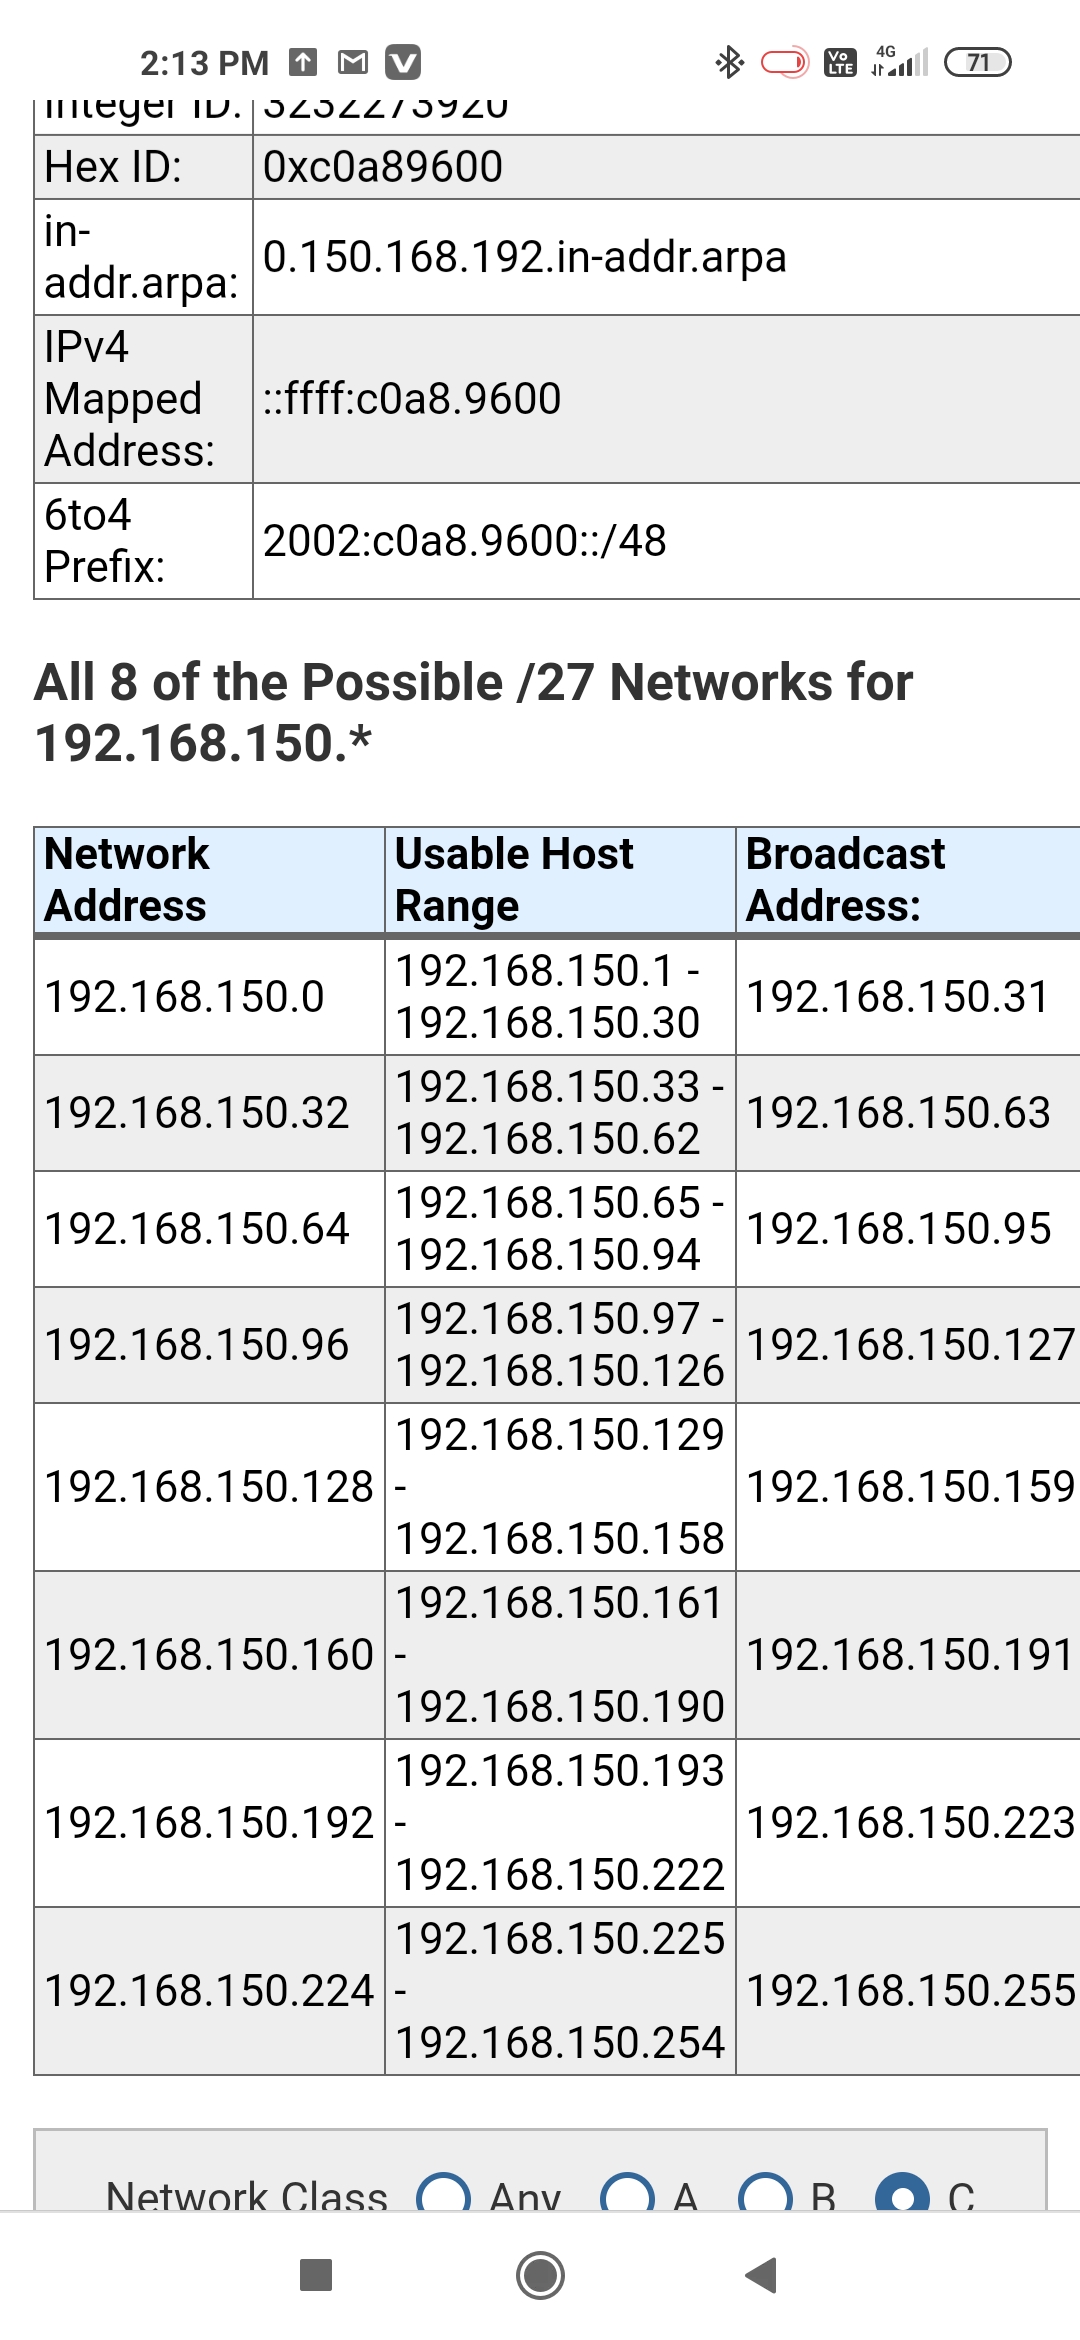 2:13 PM
4G
Vo LTE
71
Integer ID: 3232273920
Hex ID: 0xc0a89600
in-
addr.arpa:
0.150.168.192.in-addr.arpa
IPv4
Mapped
Address:
::ffff:c0a8.9600
6to4
Prefix:
2002:c0a8.9600::/48
All 8 of the Possible /27 Networks for
192.168.150.*
Network
Address
Usable Host
Range
Broadcast
Address:
192.168.150.0
192.168.150.1 -
192.168.150.30
192.168.150.31
192.168.150.32
192.168.150.33 -
192.168.150.62
192.168.150.63
192.168.150.64
192.168.150.65 -
192.168.150.94
192.168.150.95
192.168.150.96
192.168.150.97 -
192.168.150.126
192.168.150.127
192.168.150.128
192.168.150.129
-
192.168.150.158
192.168.150.159
192.168.150.160
192.168.150.161
-
192.168.150.190
192.168.150.191
192.168.150.192
192.168.150.193
-
192.168.150.222
192.168.150.223
192.168.150.224
192.168.150.225
-
192.168.150.254
192.168.150.255
Network Class Any A B C